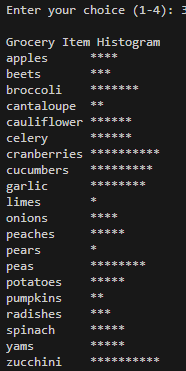 Enter your choice (1-4): 3
Grocery Item Histogram
apples ****
beets ***
broccoli *******
cantaloupe **
cauliflower ******
celery ******
cranberries **********
cucumbers *********
garlic ********
limes *
onions ****
peaches *****
pears *
peas ********
potatoes *****
pumpkins **
radishes ***
spinach *****
yams *****
zucchini **********